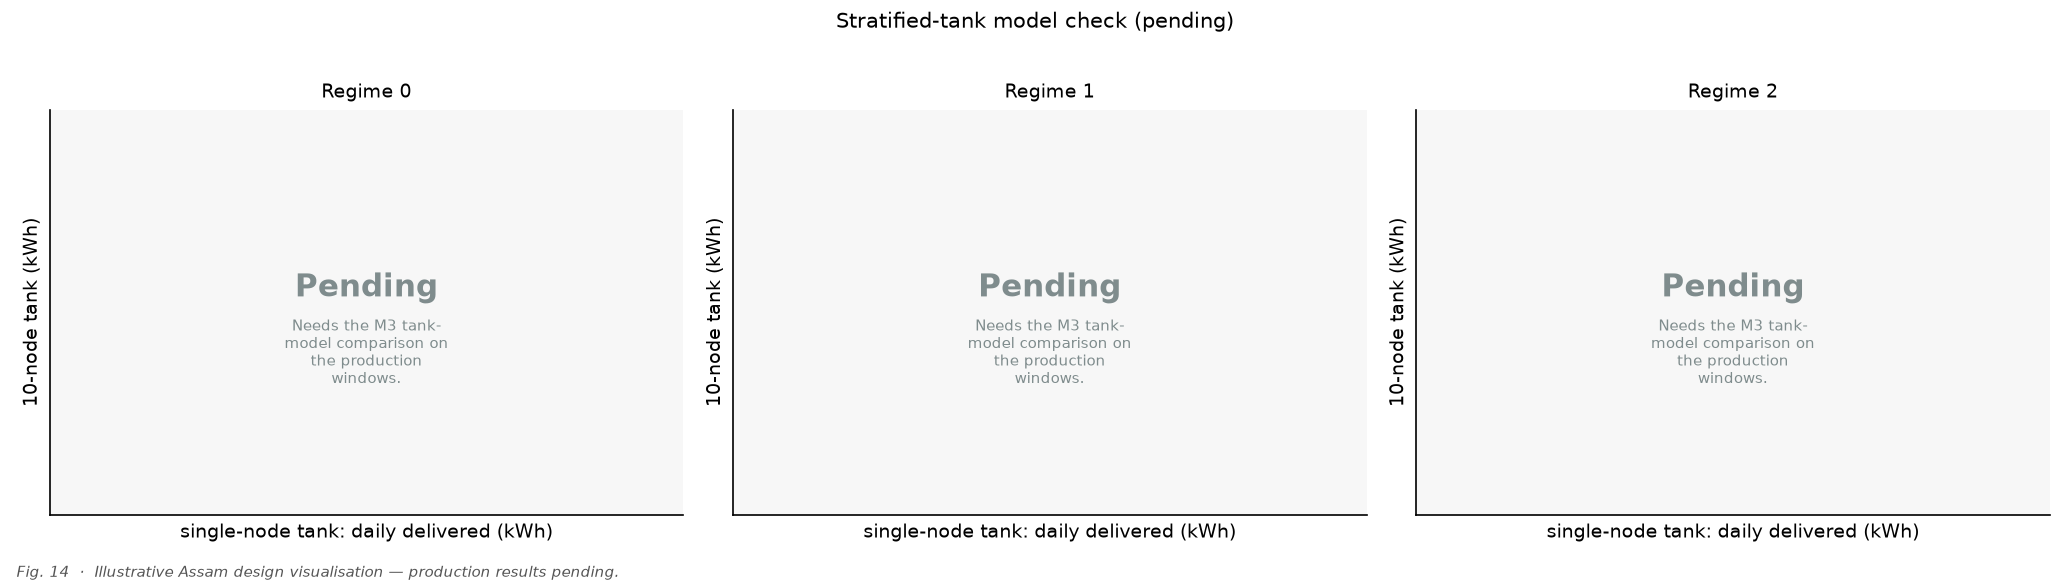 Stratified-tank model check (pending)
Regime 0
10-node tank (kWh)
Pending
Needs the M3 tank-
model comparison on
the production
windows.
single-node tank: daily delivered (kWh)
Regime 1
10-node tank (kWh)
Pending
Needs the M3 tank-
model comparison on
the production
windows.
single-node tank: daily delivered (kWh)
Regime 2
10-node tank (kWh)
Pending
Needs the M3 tank-
model comparison on
the production
windows.
single-node tank: daily delivered (kWh)
Fig. 14 · Illustrative Assam design visualisation — production results pending.